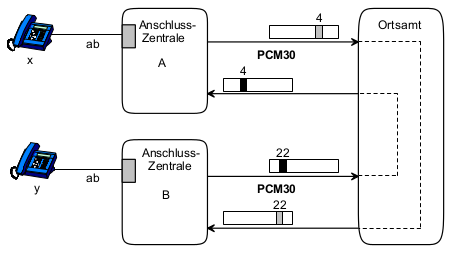 Anschluss-
Zentrale
A
x
ab
4
PCM30
4
Ortsamt
Anschluss-
Zentrale
B
y
ab
22
PCM30
22